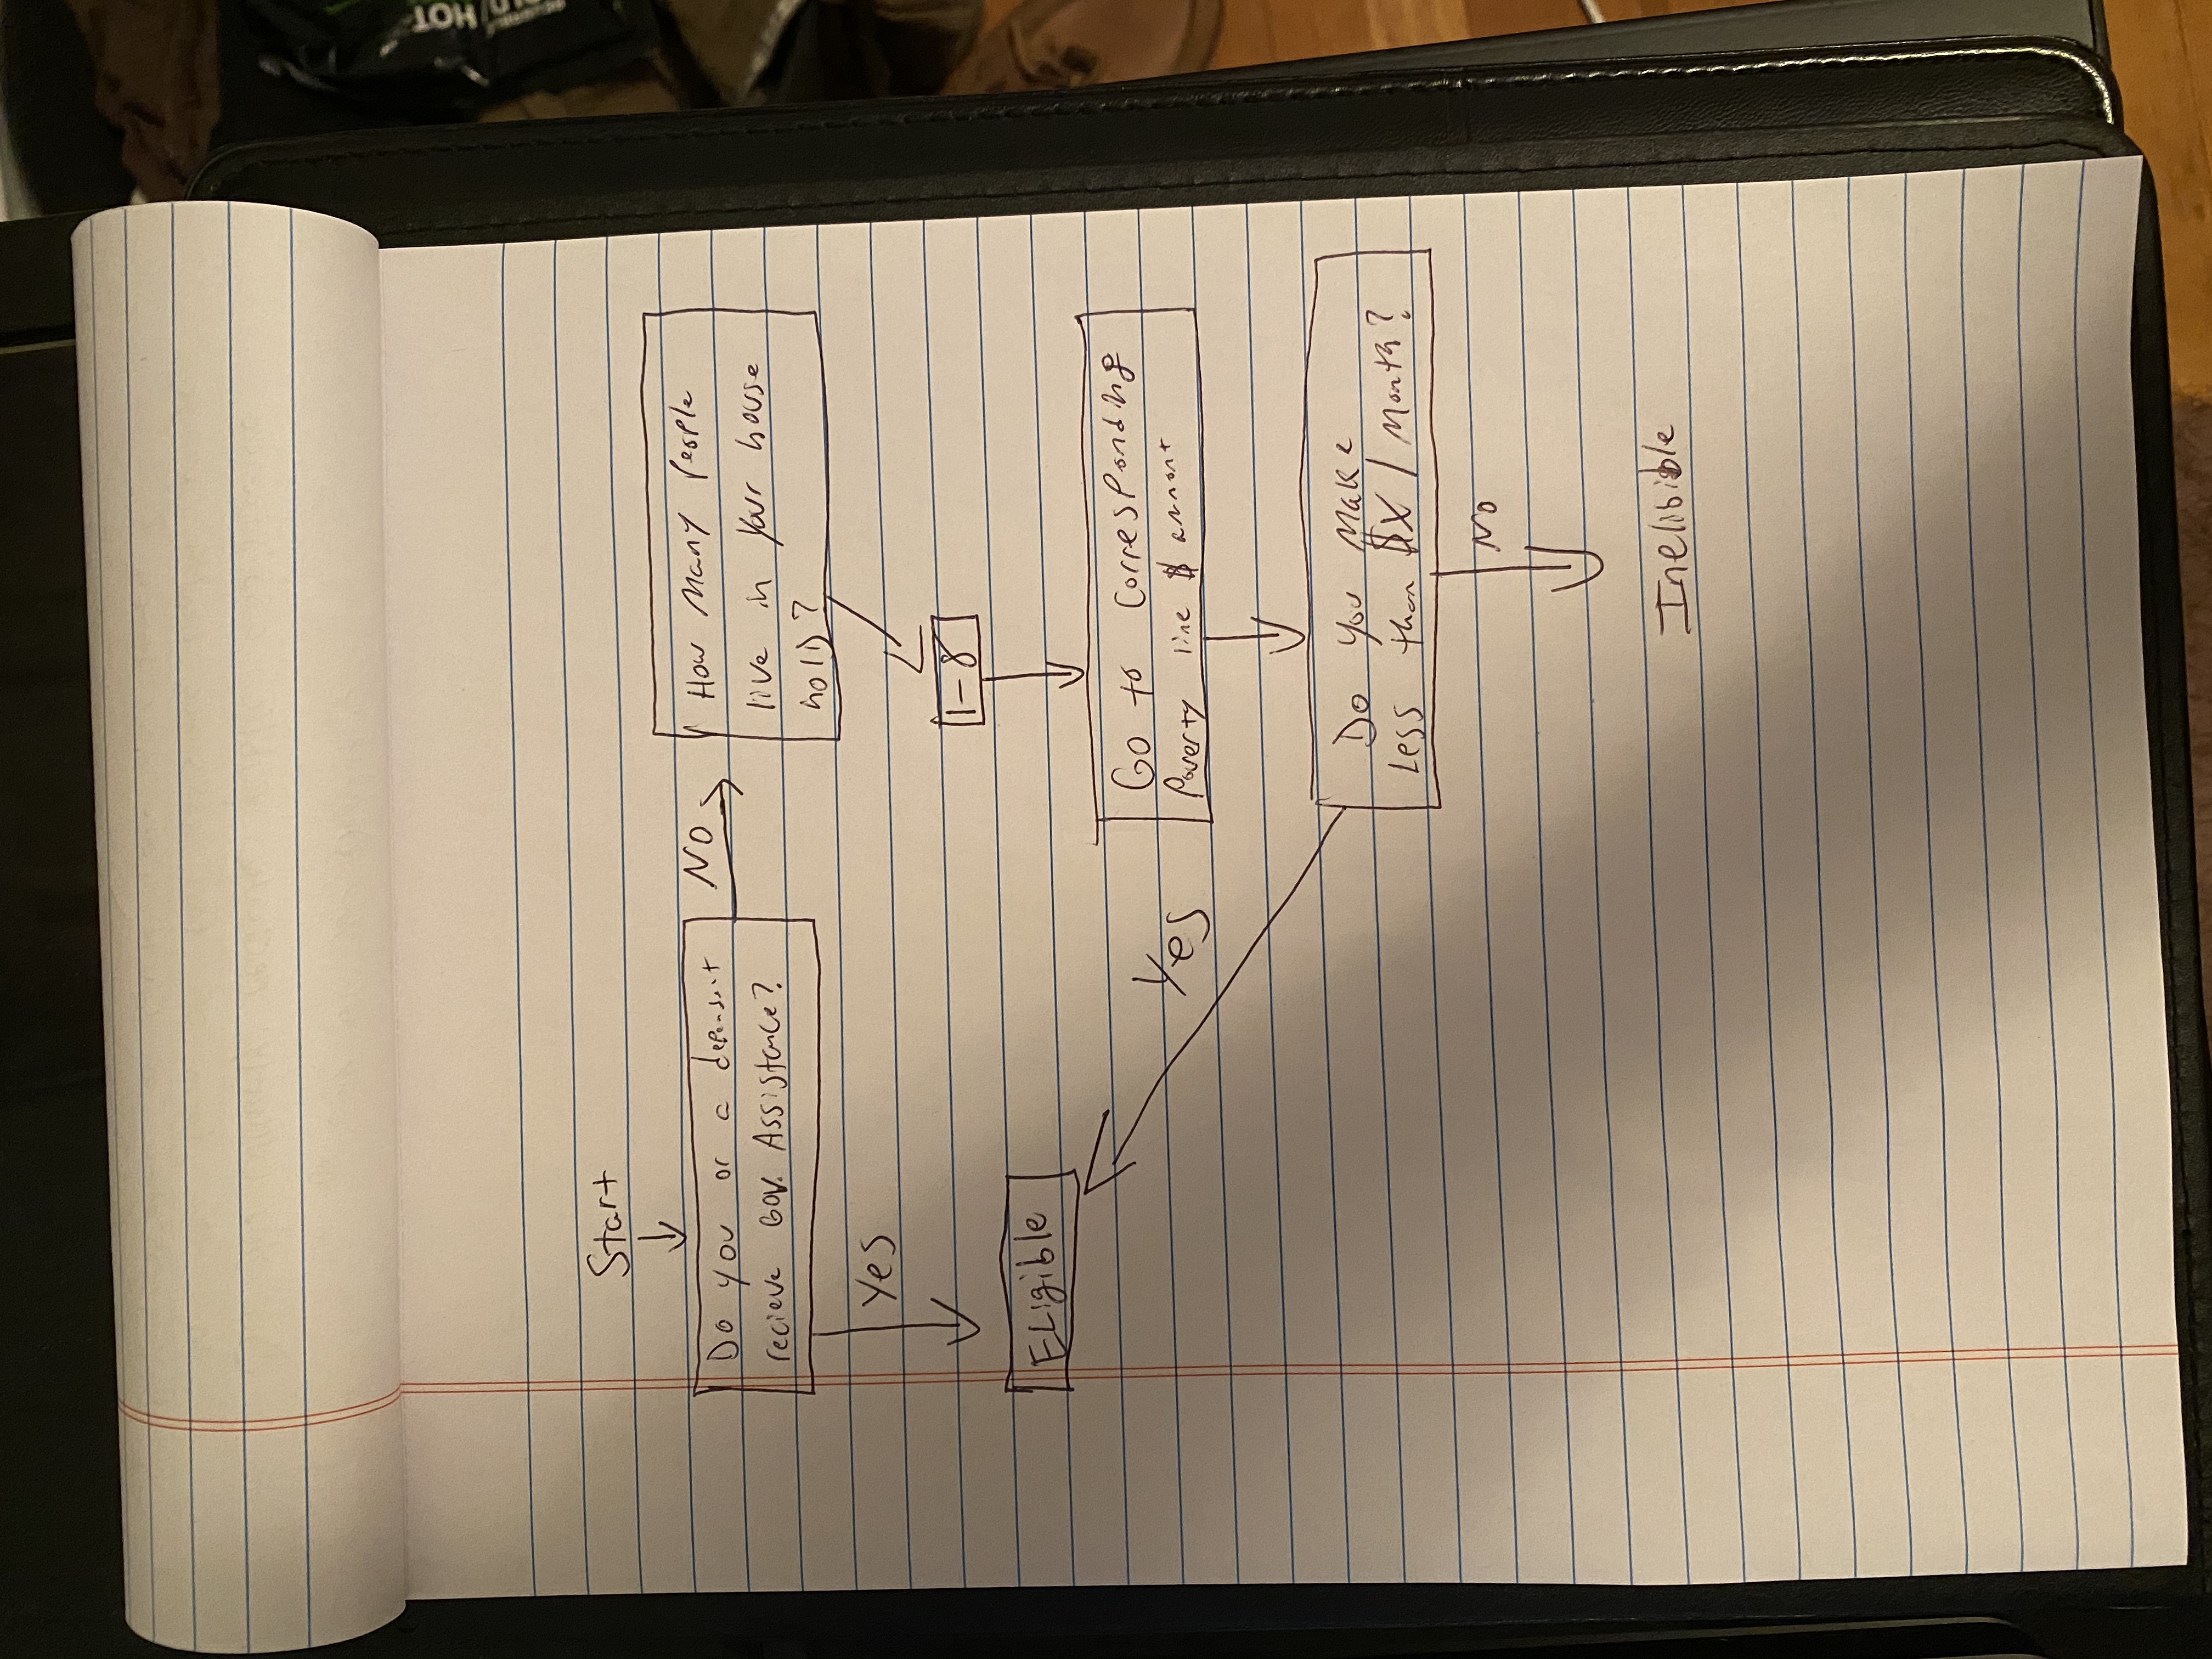 Start
Do you or a dependent
recieve Gov. Assistance?
NO
How Many people
live in your house
hold?
Yes
1-8
ELigible
Go to Corresponding
Poverty line $ amount
Yes
Do you Make
Less than $X / Month?
No
Inelibible
HOT